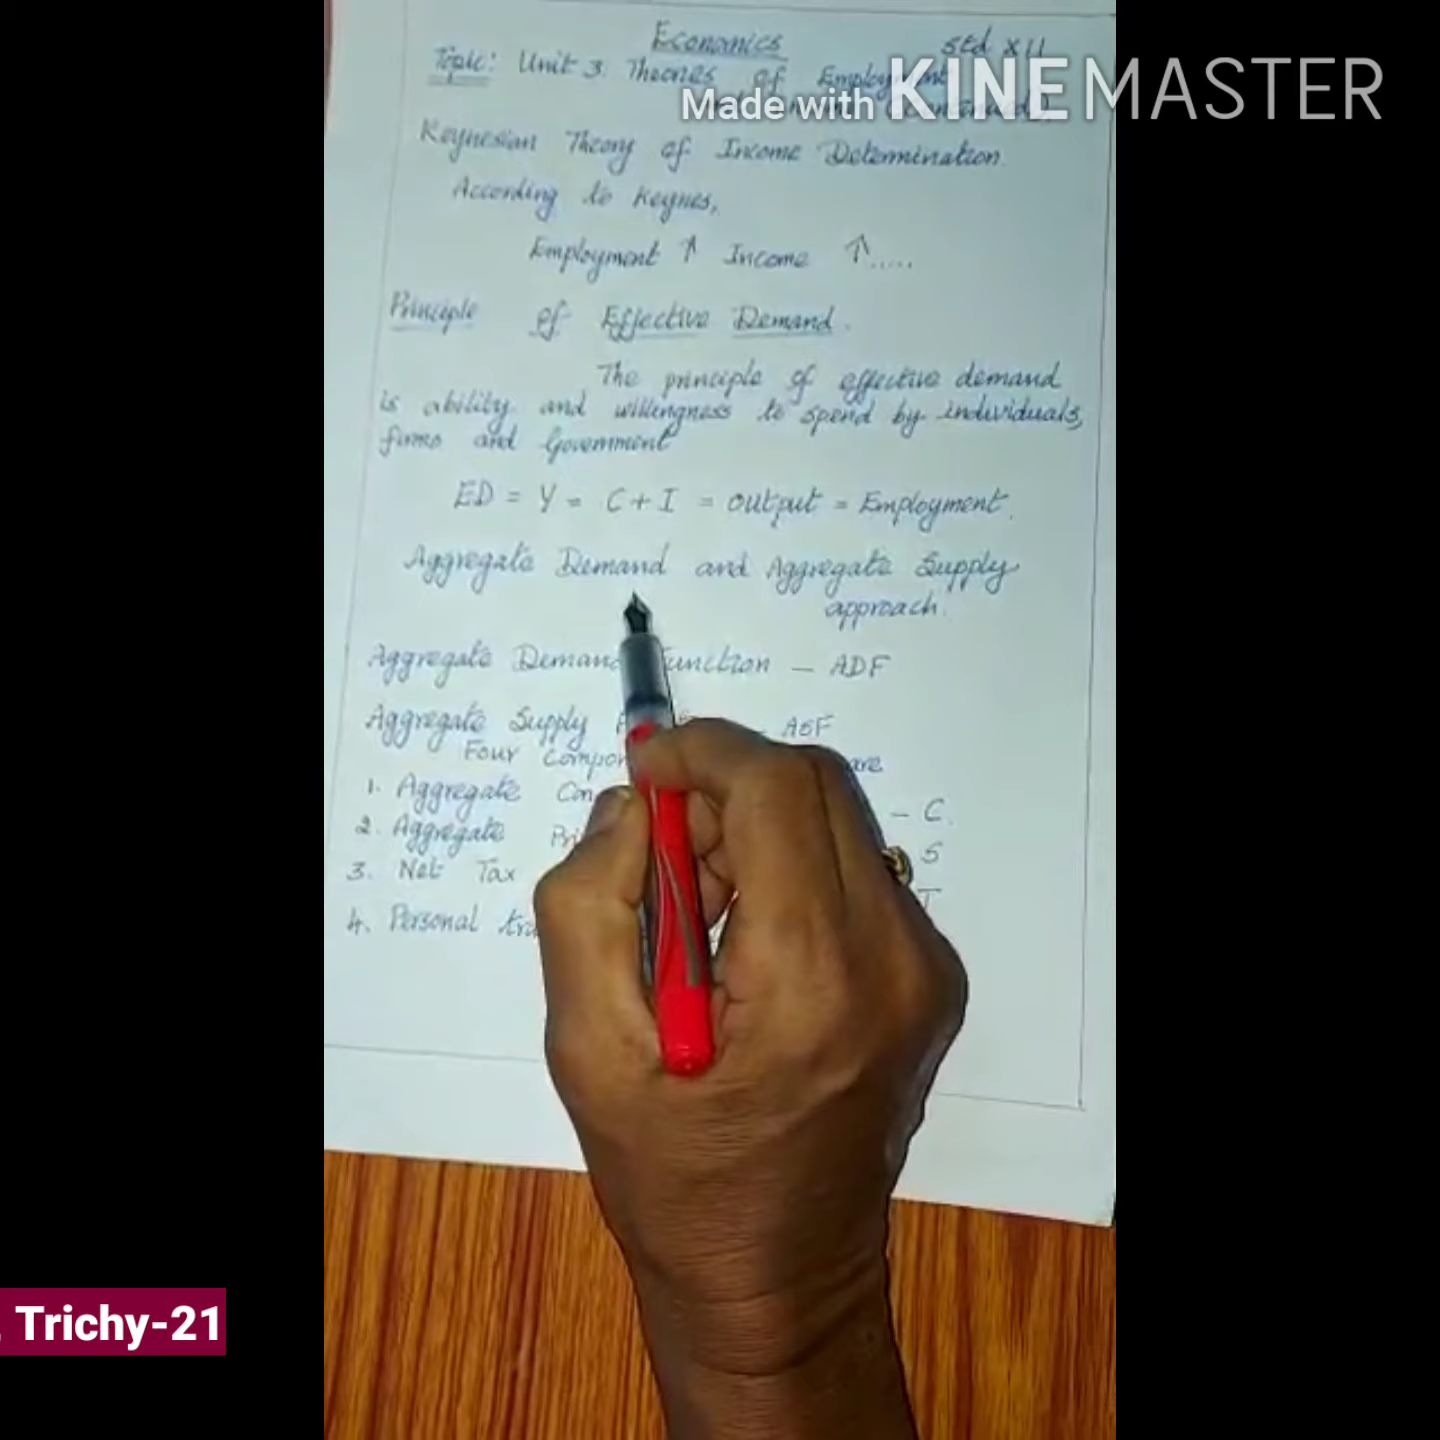 Economics
Std XII
Topic: Unit 3. Theories of Employment
Made with KINEMASTER
Keynesian Theory of Income Determination.
According to Keynes,
Employment ↑ Income ↑.....
Principle of Effective Demand.
The principle of effective demand
is ability and willingness to spend by individuals,
firms and Government
ED = Y = C + I = output = Employment.
Aggregate Demand and Aggregate Supply
approach.
Aggregate Demand Function — ADF
Aggregate Supply — ASF
Four are
1. Aggregate — C.
2. Aggregate S
3. Net Tax T
4. Personal
Trichy-21